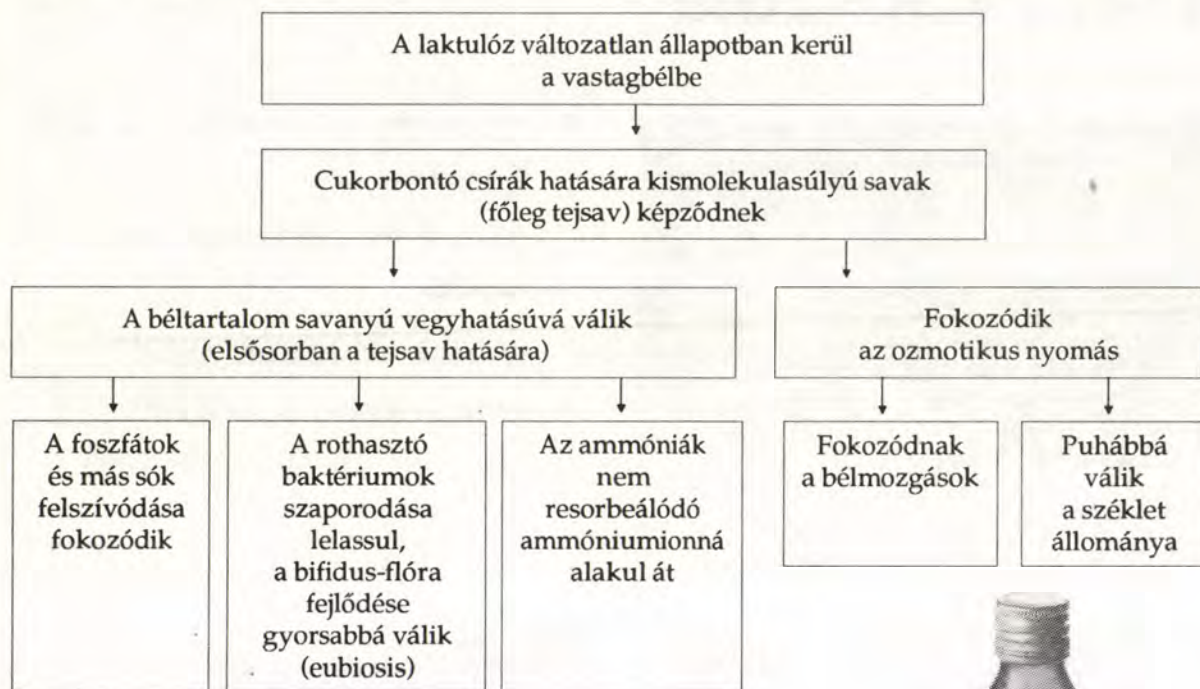 A laktulóz változatlan állapotban kerül
a vastagbélbe
Cukorbontó csírák hatására kismolekulasúlyú savak
(főleg tejsav) képződnek
A béltartalom savanyú vegyhatásúvá válik
(elsősorban a tejsav hatására)
Fokozódik
az ozmotikus nyomás
A foszfátok
és más sók
felszívódása
fokozódik
A rothasztó
baktériumok
szaporodása
lelassul,
a bifidus-flóra
fejlődése
gyorsabbá válik
(eubiosis)
Az ammóniák
nem
resorbeálódó
ammóniumionná
alakul át
Fokozódnak
a bélmozgások
Puhábbá
válik
a széklet
állománya